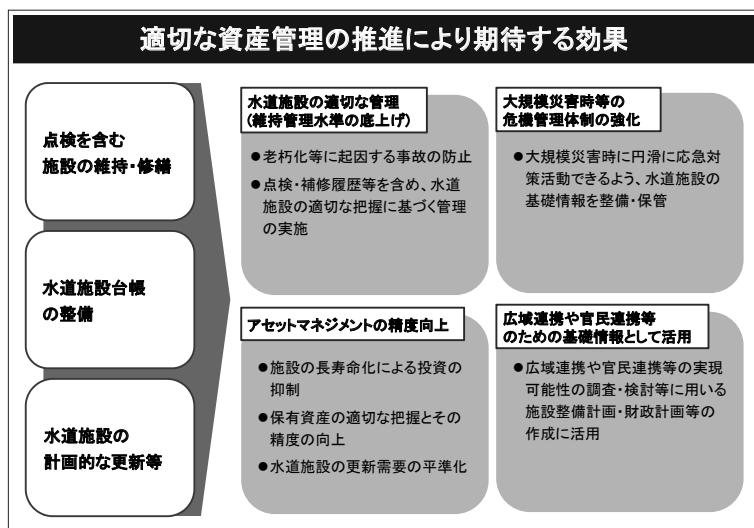 適切な資産管理の推進により期待する効果
点検を含む
施設の維持・修繕
水道施設台帳
の整備
水道施設の
計画的な更新等
水道施設の適切な管理
(維持管理水準の底上げ)
●老朽化等に起因する事故の防止
●点検・補修履歴等を含め、水道
施設の適切な把握に基づく管理
の実施
大規模災害時等の
危機管理体制の強化
●大規模災害時に円滑に応急対
策活動できるよう、水道施設の
基礎情報を整備・保管
アセットマネジメントの精度向上
●施設の長寿命化による投資の
抑制
●保有資産の適切な把握とその
精度の向上
●水道施設の更新需要の平準化
広域連携や官民連携等
のための基礎情報として活用
●広域連携や官民連携等の実現
可能性の調査・検討等に用いる
施設整備計画・財政計画等の
作成に活用